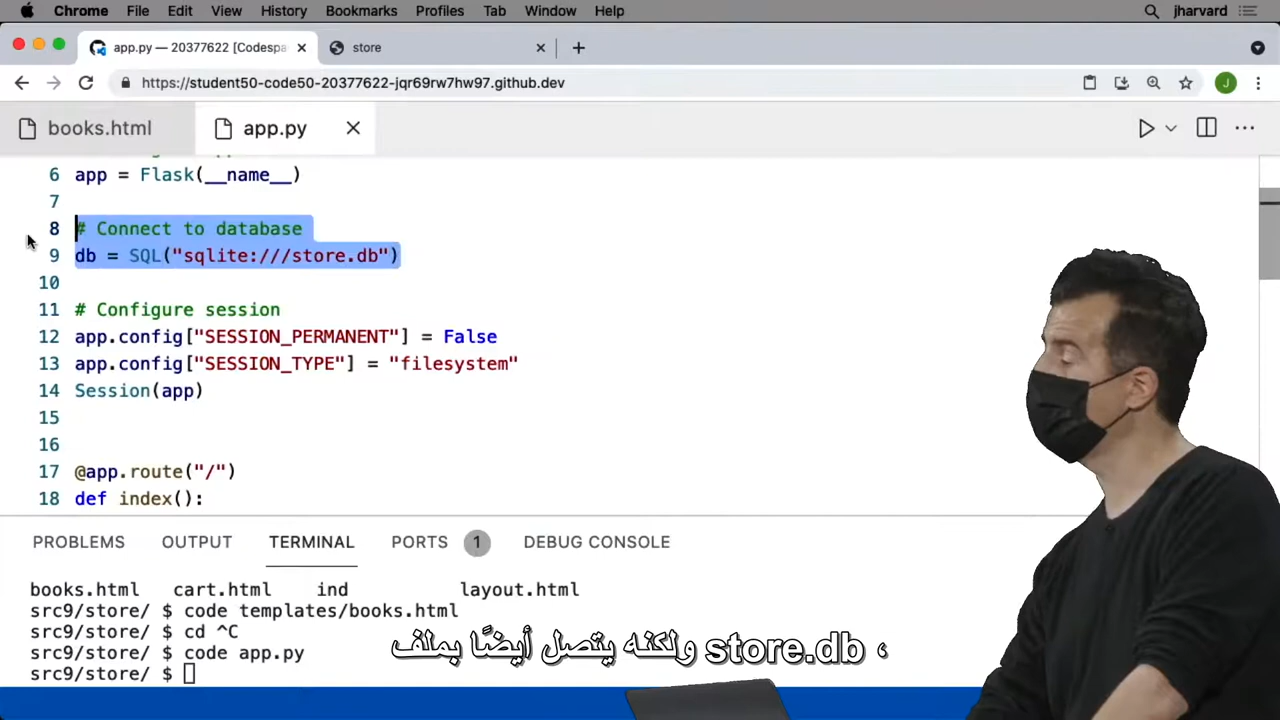 Chrome File Edit View History Bookmarks Profiles Tab Window Help jharvard
app.py — 20377622 [Codespa store
https://student50-code50-20377622-jqr69rw7hw97.github.dev J
books.html app.py
6 app = Flask(__name__)
7
8 # Connect to database
9 db = SQL("sqlite:///store.db")
10
11 # Configure session
12 app.config["SESSION_PERMANENT"] = False
13 app.config["SESSION_TYPE"] = "filesystem"
14 Session(app)
15
16
17 @app.route("/")
18 def index():
PROBLEMS OUTPUT TERMINAL PORTS 1 DEBUG CONSOLE
books.html cart.html ind layout.html
src9/store/ $ code templates/books.html
src9/store/ $ cd ^C
src9/store/ $ code app.py
src9/store/ $
، store.db ولكنه يتصل أيضًا بملف